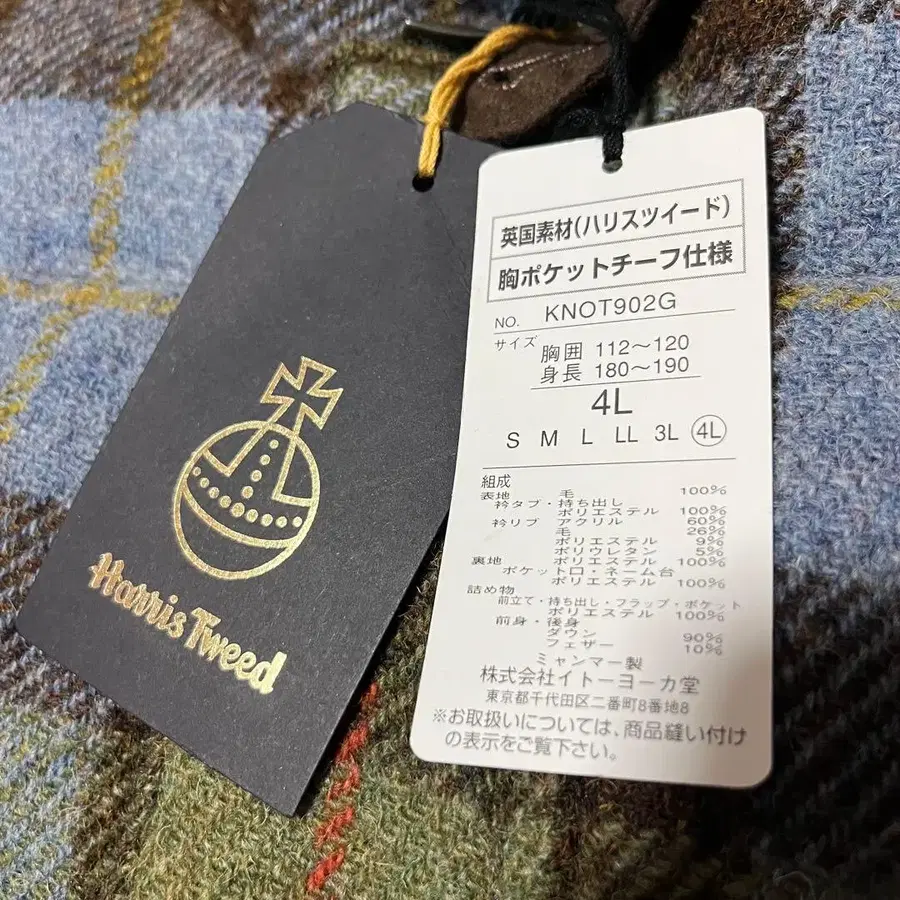 Harris Tweed
英国素材(ハリスツイード)
胸ポケットチーフ仕様
NO. KNOT902G
サイズ 胸囲 112~120
身長 180~190
4L
S M L LL 3L 4L
組成
表地 毛 100%
衿タブ・持ち出し
ポリエステル 100%
衿リブ アクリル 60%
毛 26%
ポリエステル 9%
ポリウレタン 5%
裏地 ポリエステル 100%
ポケット口・ネーム台
ポリエステル 100%
詰め物
前立て・持ち出し・フラップ・ポケット
ポリエステル 100%
前身・後身
ダウン 90%
フェザー 10%
ミャンマー製
株式会社イトーヨーカ堂
東京都千代田区二番町8番地8
※お取扱いについては、商品縫い付け
の表示をご覧下さい。